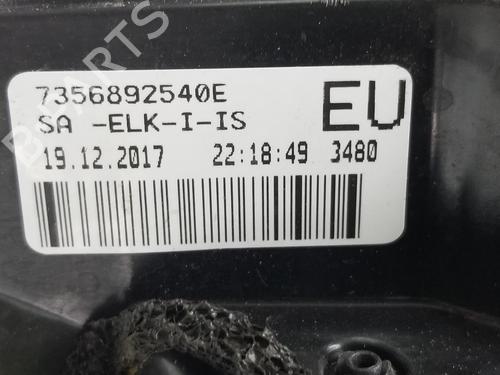 7356892540E
EU
SA -ELK-I-IS
19.12.2017 22:18:49 3480